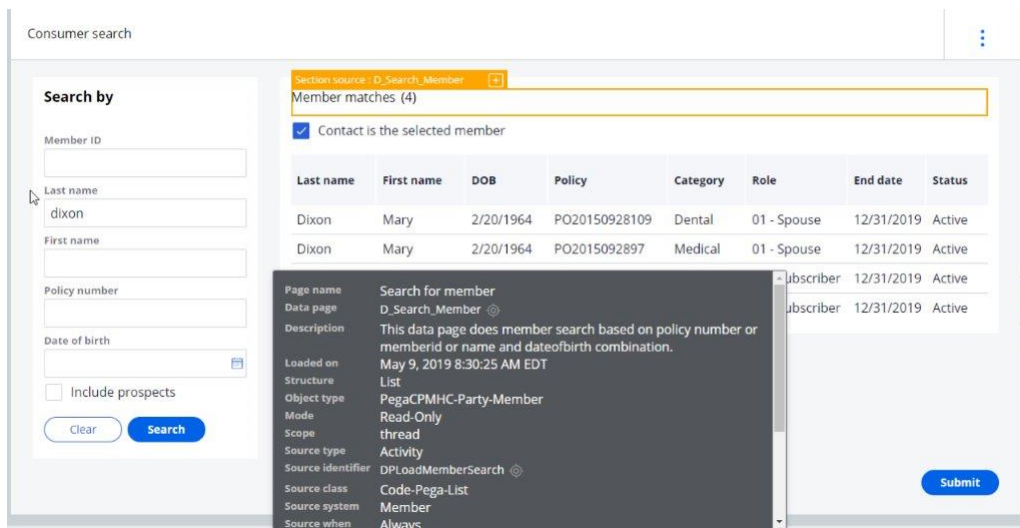 Consumer search
Search by
Member ID
Last name
dixon
First name
Policy number
Date of birth
Include prospects
Clear
Search
Section source : D_Search_Member
Member matches (4)
Contact is the selected member
Last name First name DOB Policy Category Role End date Status
Dixon Mary 2/20/1964 PO20150928109 Dental 01 - Spouse 12/31/2019 Active
Dixon Mary 2/20/1964 PO2015092897 Medical 01 - Spouse 12/31/2019 Active
ubscriber 12/31/2019 Active
ubscriber 12/31/2019 Active
Page name Search for member
Data page D_Search_Member
Description This data page does member search based on policy number or
memberid or name and dateofbirth combination.
Loaded on May 9, 2019 8:30:25 AM EDT
Structure List
Object type PegaCPMHC-Party-Member
Mode Read-Only
Scope thread
Source type Activity
Source identifier DPLoadMemberSearch
Source class Code-Pega-List
Source system Member
Source when Always
Submit